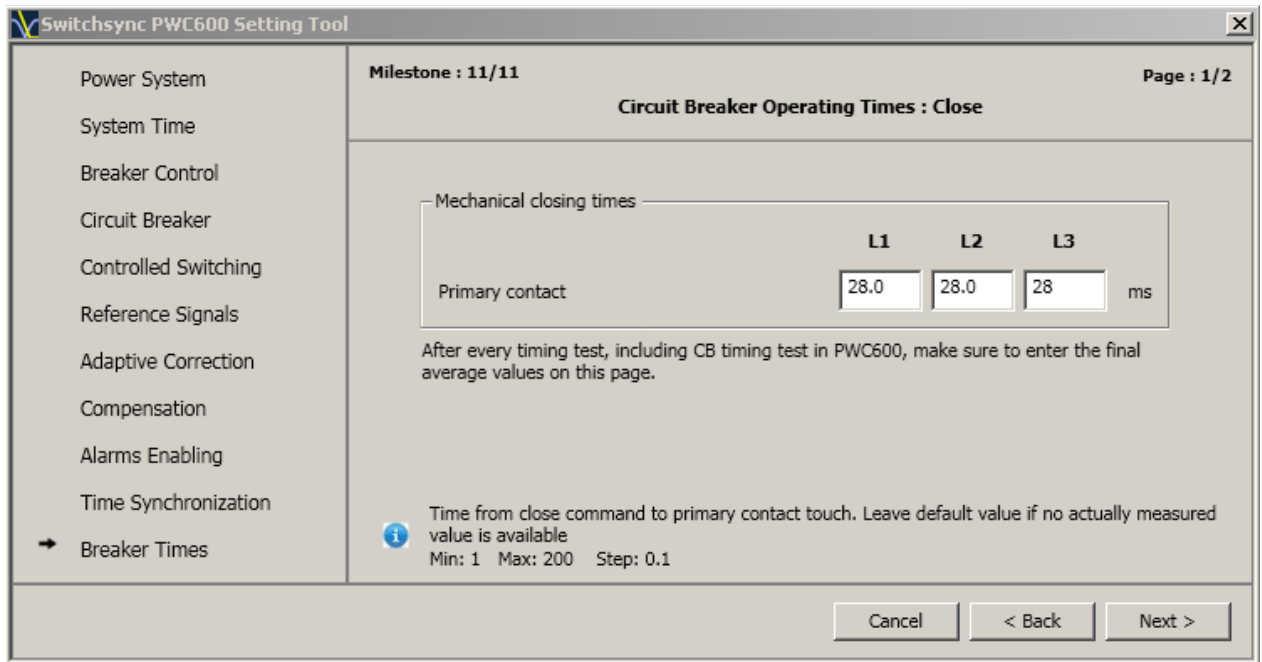 Switchsync PWC600 Setting Tool
Power System
System Time
Breaker Control
Circuit Breaker
Controlled Switching
Reference Signals
Adaptive Correction
Compensation
Alarms Enabling
Time Synchronization
Breaker Times
Milestone : 11/11
Page : 1/2
Circuit Breaker Operating Times : Close
Mechanical closing times
L1 L2 L3
Primary contact 28.0 28.0 28 ms
After every timing test, including CB timing test in PWC600, make sure to enter the final
average values on this page.
Time from close command to primary contact touch. Leave default value if no actually measured
value is available
Min: 1 Max: 200 Step: 0.1
Cancel < Back Next >